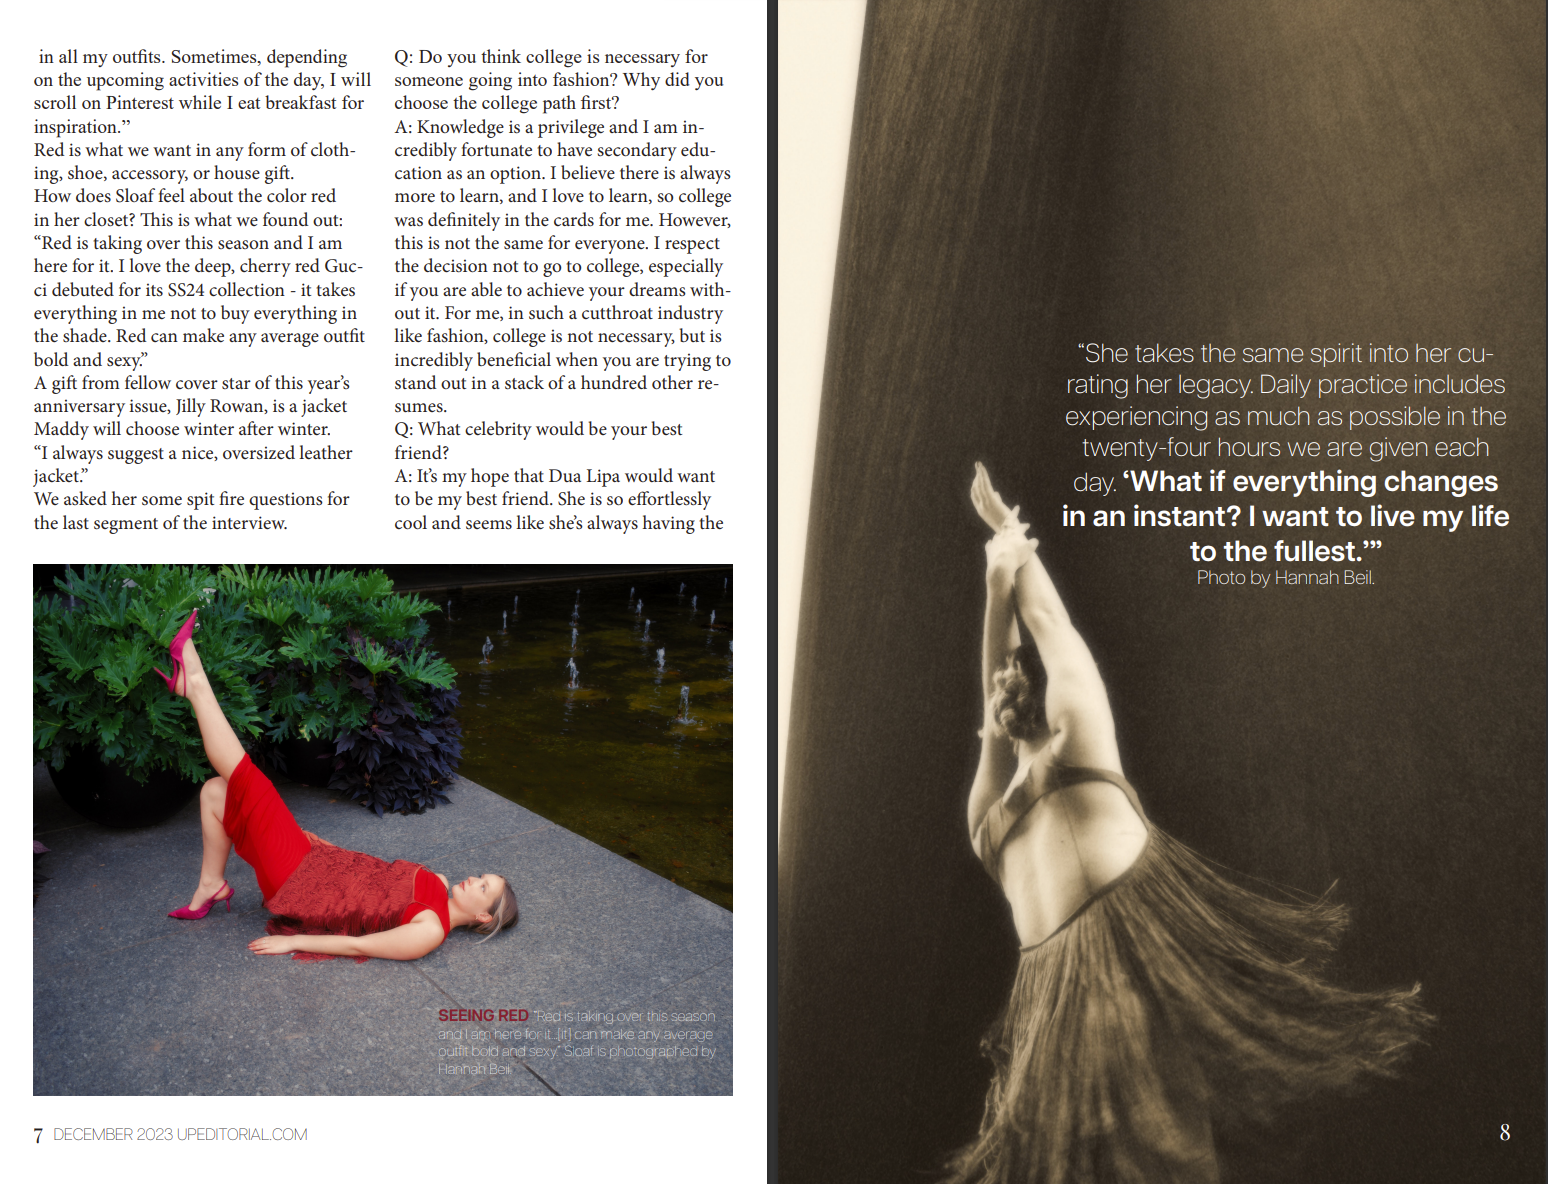 in all my outfits. Sometimes, depending
on the upcoming activities of the day, I will
scroll on Pinterest while I eat breakfast for
inspiration.”
Red is what we want in any form of cloth-
ing, shoe, accessory, or house gift.
How does Sloaf feel about the color red
in her closet? This is what we found out:
“Red is taking over this season and I am
here for it. I love the deep, cherry red Guc-
ci debuted for its SS24 collection - it takes
everything in me not to buy everything in
the shade. Red can make any average outfit
bold and sexy.”
A gift from fellow cover star of this year’s
anniversary issue, Jilly Rowan, is a jacket
Maddy will choose winter after winter.
“I always suggest a nice, oversized leather
jacket.”
We asked her some spit fire questions for
the last segment of the interview.
Q: Do you think college is necessary for
someone going into fashion? Why did you
choose the college path first?
A: Knowledge is a privilege and I am in-
credibly fortunate to have secondary edu-
cation as an option. I believe there is always
more to learn, and I love to learn, so college
was definitely in the cards for me. However,
this is not the same for everyone. I respect
the decision not to go to college, especially
if you are able to achieve your dreams with-
out it. For me, in such a cutthroat industry
like fashion, college is not necessary, but is
incredibly beneficial when you are trying to
stand out in a stack of a hundred other re-
sumes.
Q: What celebrity would be your best
friend?
A: It’s my hope that Dua Lipa would want
to be my best friend. She is so effortlessly
cool and seems like she’s always having the
SEEING RED “Red is taking over this season
and I am here for it...[it] can make any average
outfit bold and sexy.” Sloaf is photographed by
Hannah Beil.
7 DECEMBER 2023 UPEDITORIAL.COM
“She takes the same spirit into her cu-
rating her legacy. Daily practice includes
experiencing as much as possible in the
twenty-four hours we are given each
day. ‘What if everything changes
in an instant? I want to live my life
to the fullest.’”
Photo by Hannah Beil.
8